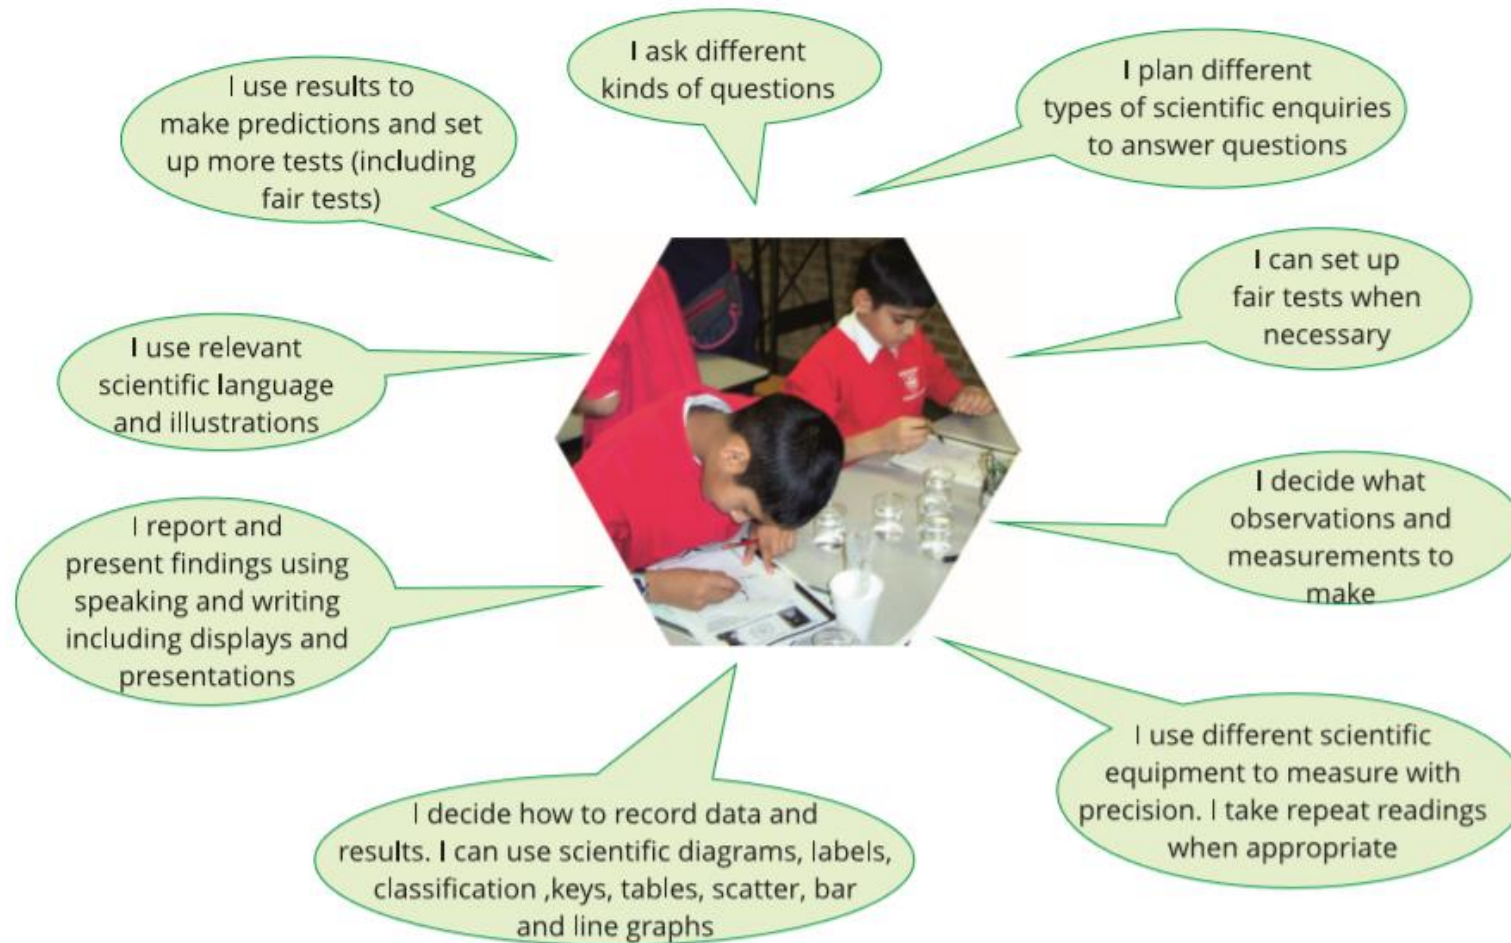 I ask different
kinds of questions
I plan different
types of scientific enquiries
to answer questions
I can set up
fair tests when
necessary
I decide what
observations and
measurements to
make
I use different scientific
equipment to measure with
precision. I take repeat readings
when appropriate
I decide how to record data and
results. I can use scientific diagrams, labels,
classification ,keys, tables, scatter, bar
and line graphs
I report and
present findings using
speaking and writing
including displays and
presentations
I use relevant
scientific language
and illustrations
I use results to
make predictions and set
up more tests (including
fair tests)